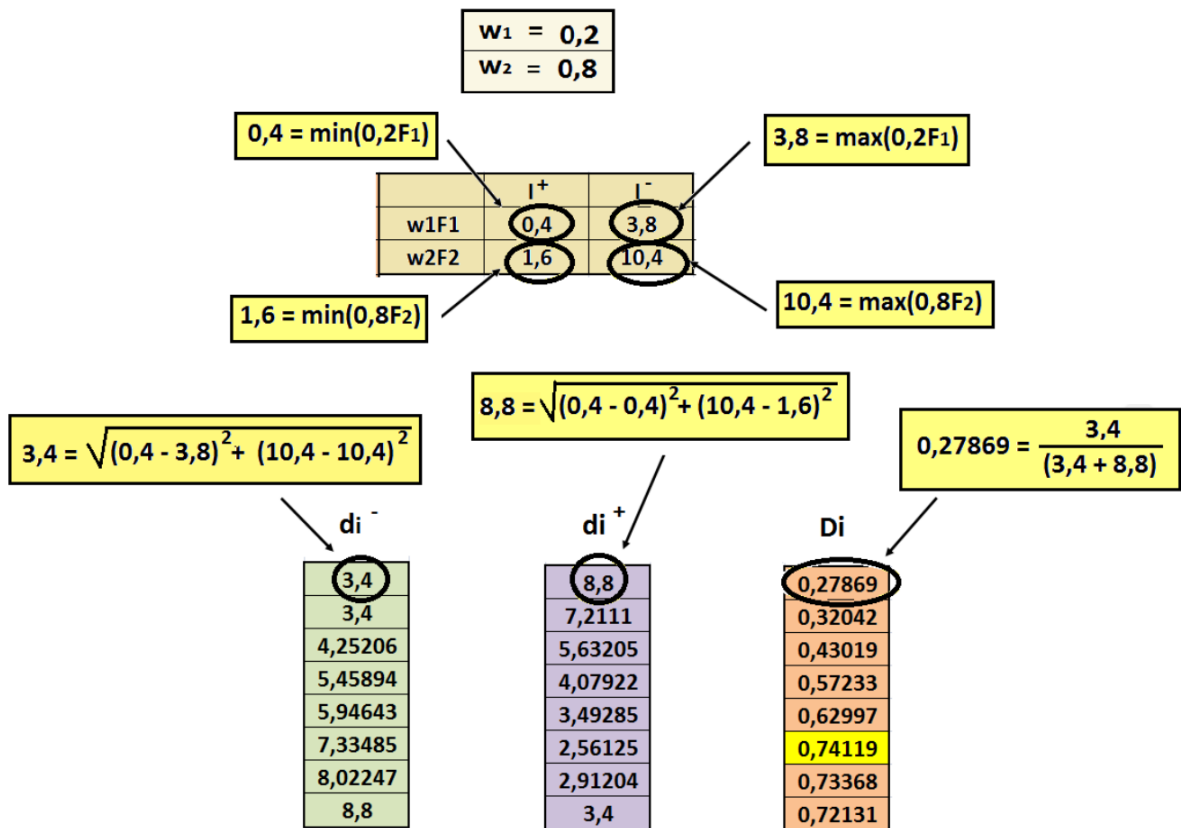 w1 = 0,2
w2 = 0,8
0,4 = min(0,2F1)
3,8 = max(0,2F1)
I+ I-
w1F1 0,4 3,8
w2F2 1,6 10,4
1,6 = min(0,8F2)
10,4 = max(0,8F2)
8,8 = √(0,4 - 0,4)² + (10,4 - 1,6)²
3,4 = √(0,4 - 3,8)² + (10,4 - 10,4)²
0,27869 = 3,4
(3,4 + 8,8)
di - di + Di
3,4 8,8 0,27869
3,4 7,2111 0,32042
4,25206 5,63205 0,43019
5,45894 4,07922 0,57233
5,94643 3,49285 0,62997
7,33485 2,56125 0,74119
8,02247 2,91204 0,73368
8,8 3,4 0,72131